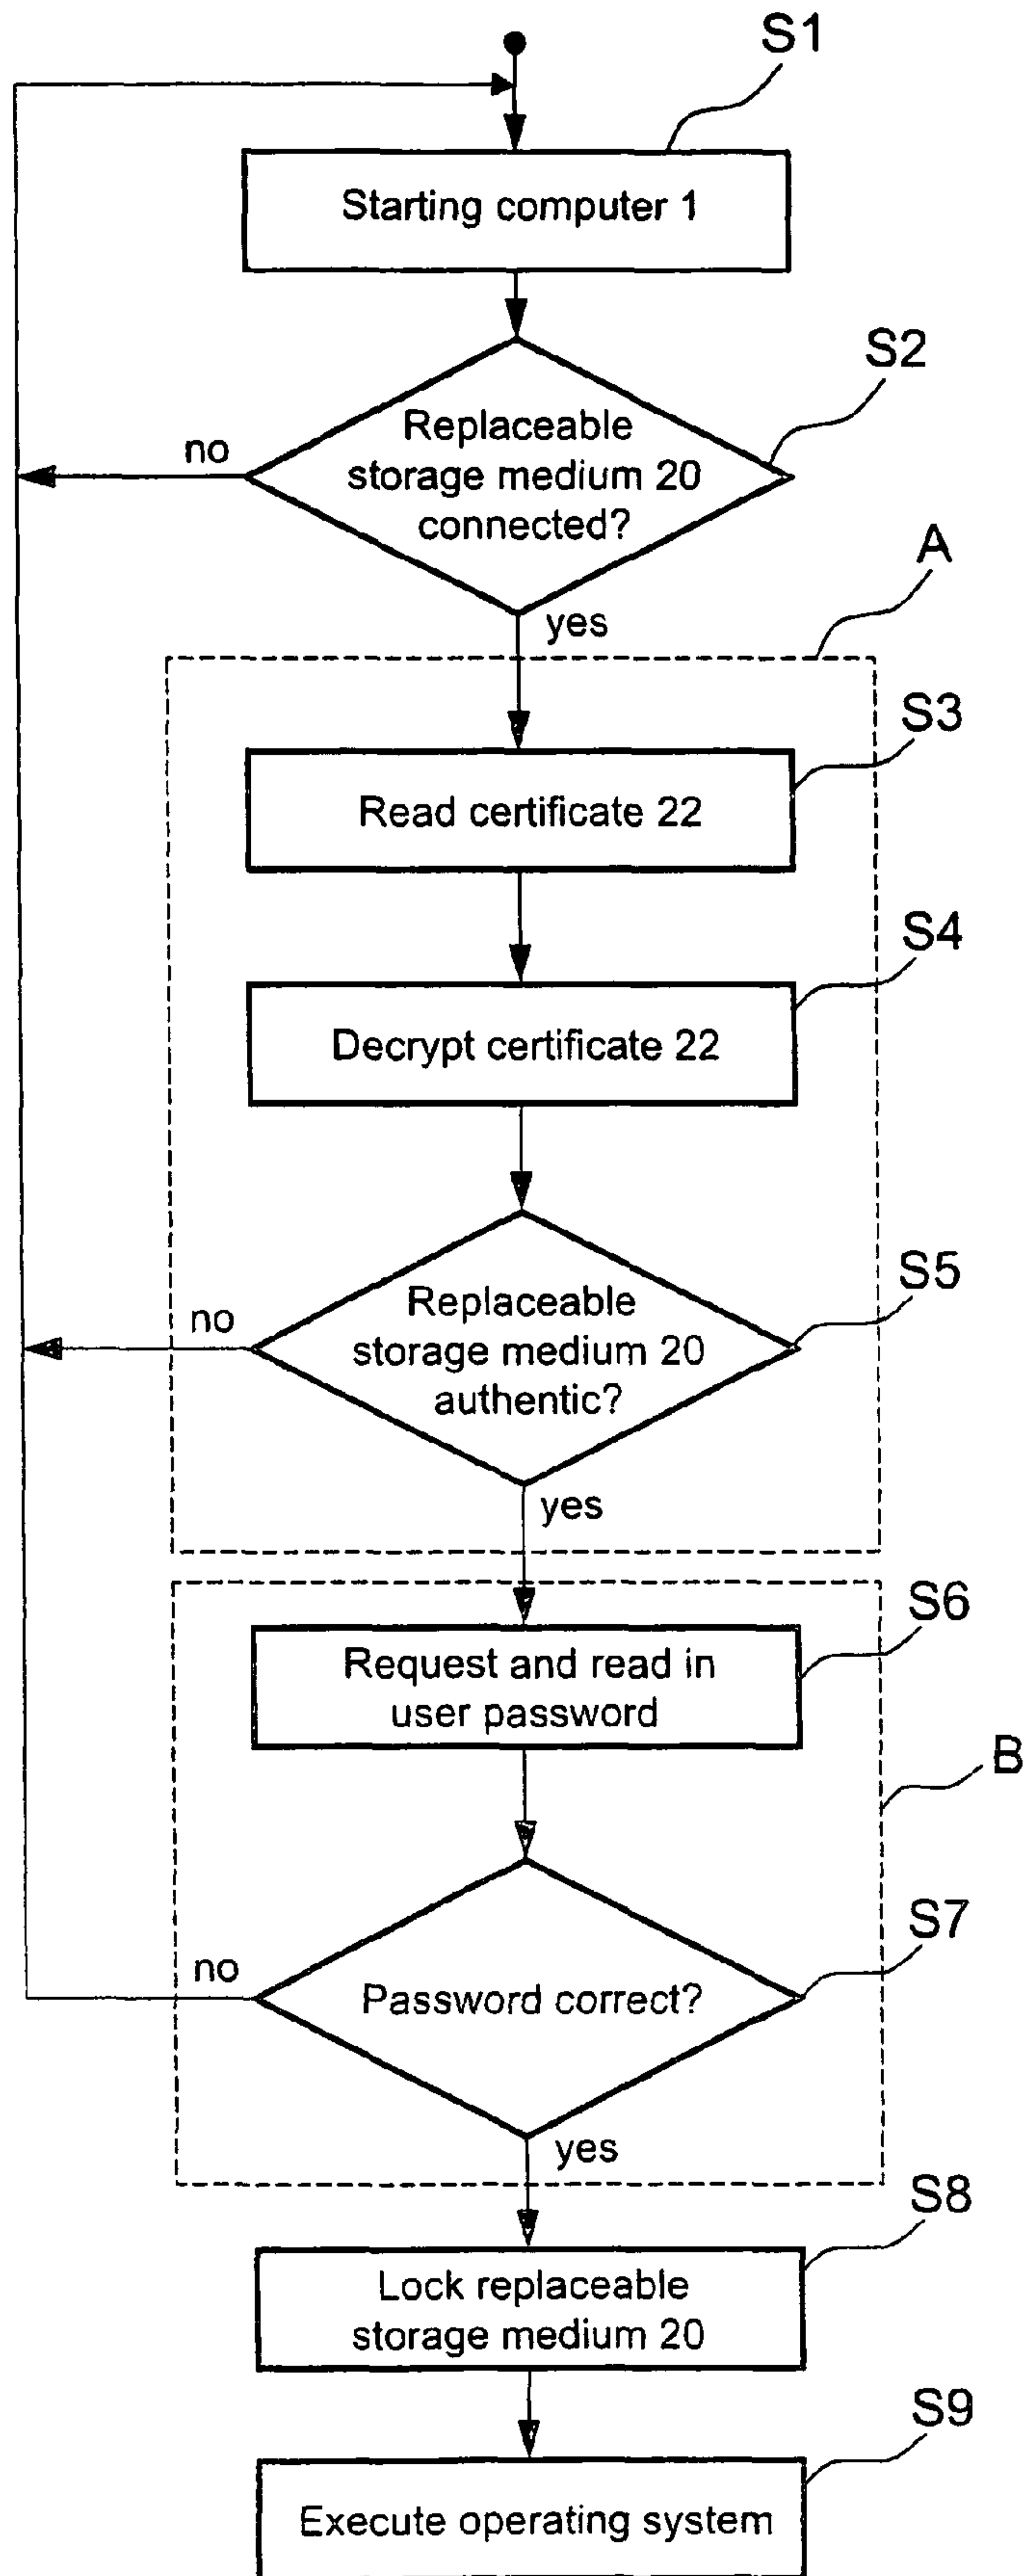 S1
Starting computer 1
S2
Replaceable
storage medium 20
connected?
no
yes
A
S3
Read certificate 22
S4
Decrypt certificate 22
S5
Replaceable
storage medium 20
authentic?
no
yes
S6
Request and read in
user password
B
S7
Password correct?
no
yes
S8
Lock replaceable
storage medium 20
S9
Execute operating system